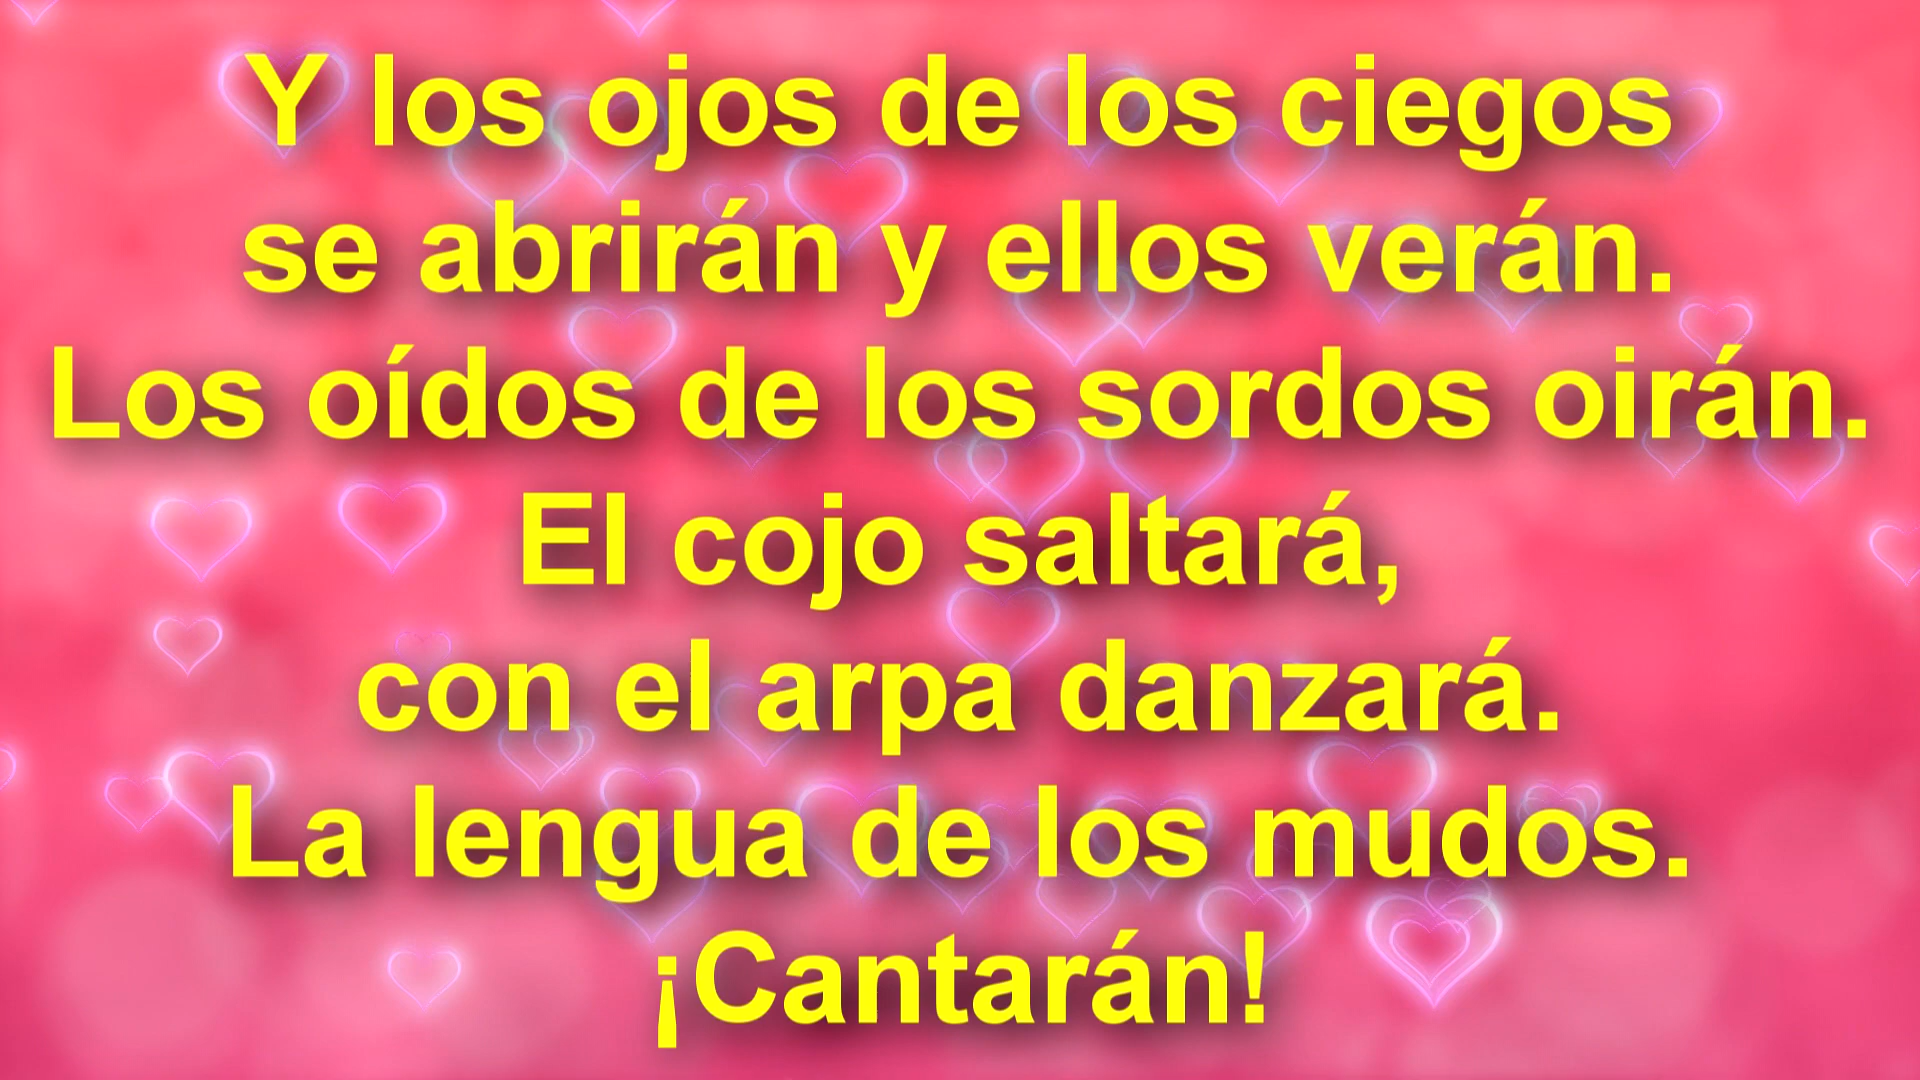 Y los ojos de los ciegos
se abrirán y ellos verán.
Los oídos de los sordos oirán.
El cojo saltará,
con el arpa danzará.
La lengua de los mudos.
¡Cantarán!